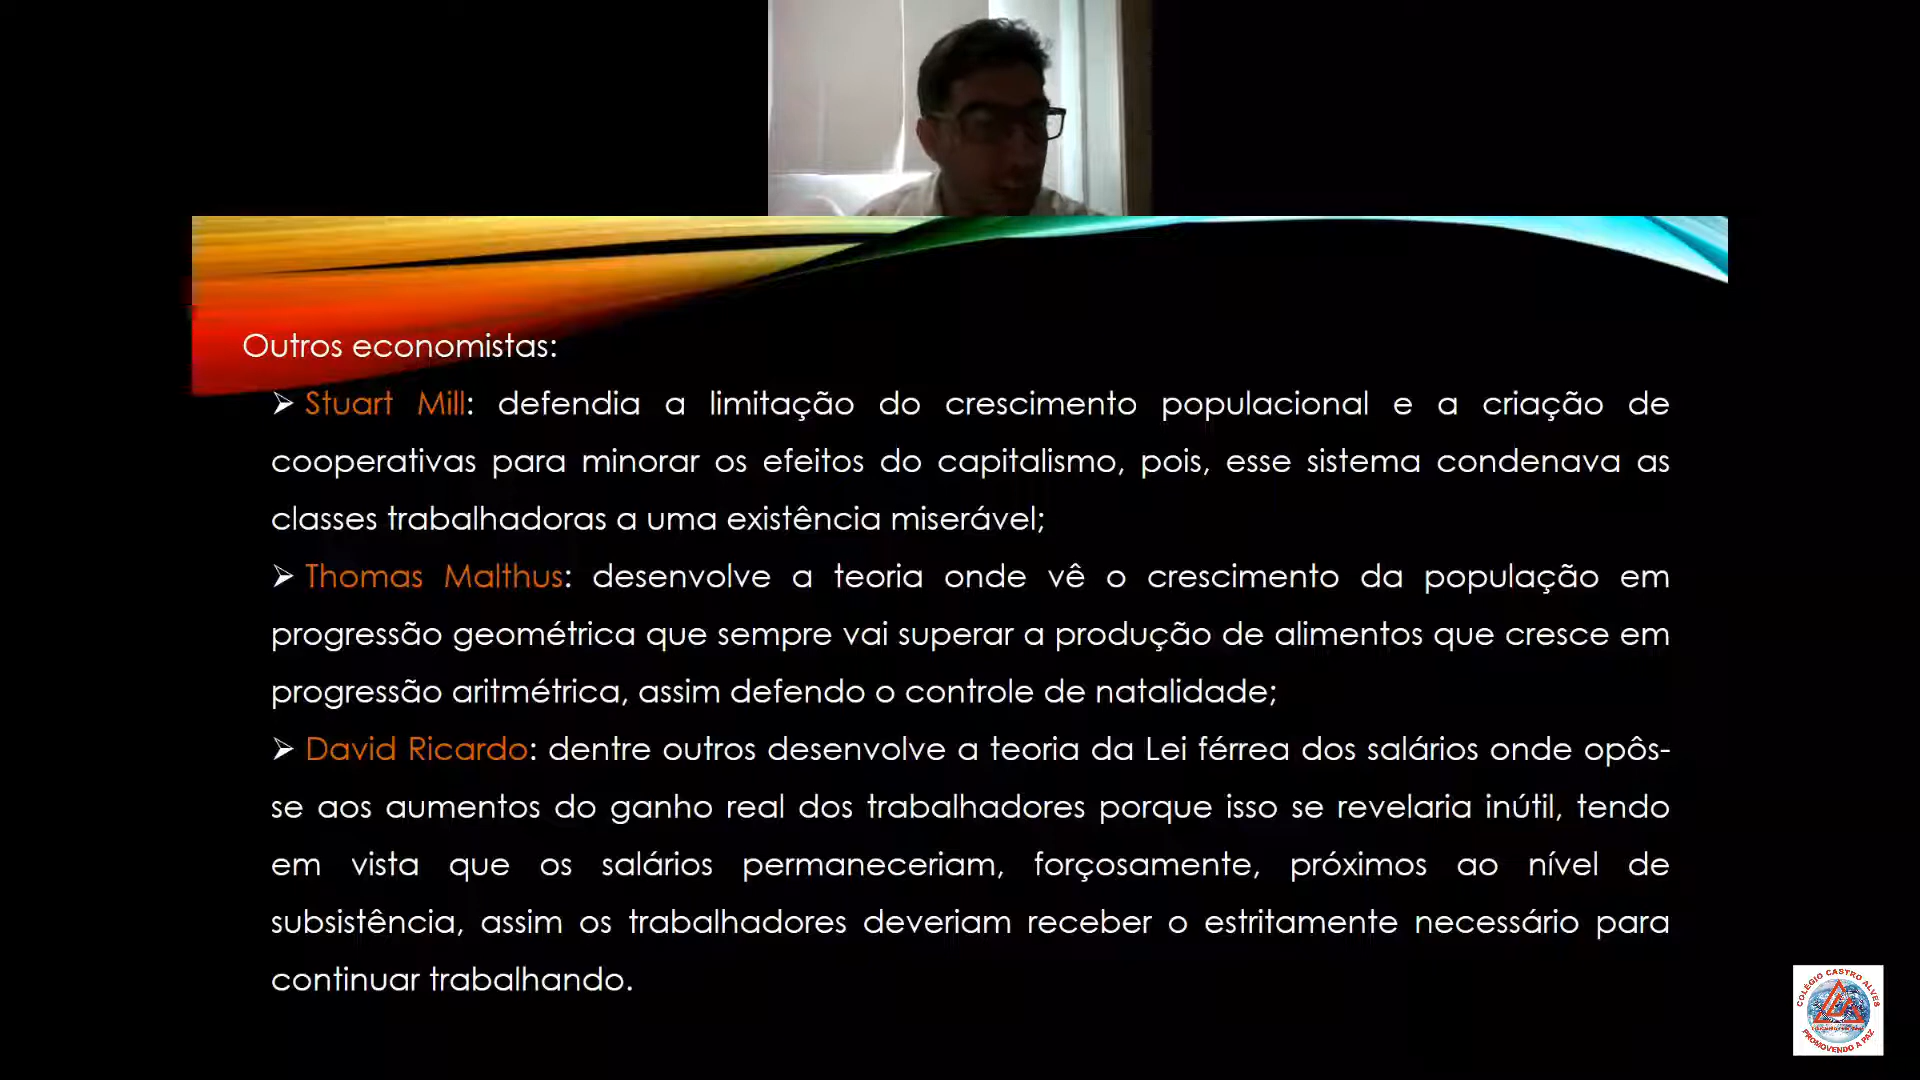 Outros economistas:
➢ Stuart Mill: defendia a limitação do crescimento populacional e a criação de
cooperativas para minorar os efeitos do capitalismo, pois, esse sistema condenava as
classes trabalhadoras a uma existência miserável;
➢ Thomas Malthus: desenvolve a teoria onde vê o crescimento da população em
progressão geométrica que sempre vai superar a produção de alimentos que cresce em
progressão aritmétrica, assim defendo o controle de natalidade;
➢ David Ricardo: dentre outros desenvolve a teoria da Lei férrea dos salários onde opôs-
se aos aumentos do ganho real dos trabalhadores porque isso se revelaria inútil, tendo
em vista que os salários permaneceriam, forçosamente, próximos ao nível de
subsistência, assim os trabalhadores deveriam receber o estritamente necessário para
continuar trabalhando.
COLÉGIO CASTRO ALVES
PROMOVENDO A PAZ